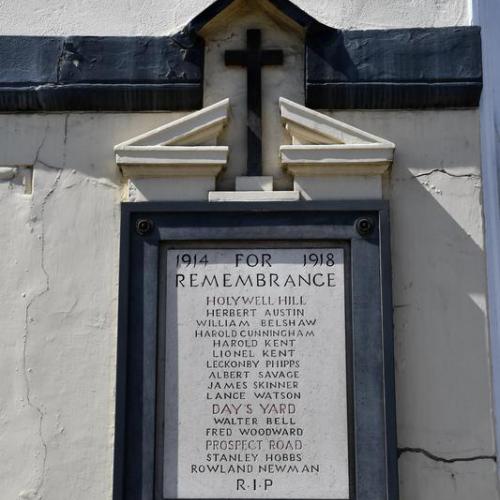 1914 FOR 1918
REMEMBRANCE
HOLYWELL HILL
HERBERT AUSTIN
WILLIAM BELSHAW
HAROLD CUNNINGHAM
HAROLD KENT
LIONEL KENT
LECKONBY PHIPPS
ALBERT SAVAGE
JAMES SKINNER
LANCE WATSON
DAY'S YARD
WALTER BELL
FRED WOODWARD
PROSPECT ROAD
STANLEY HOBBS
ROWLAND NEWMAN
R·I·P